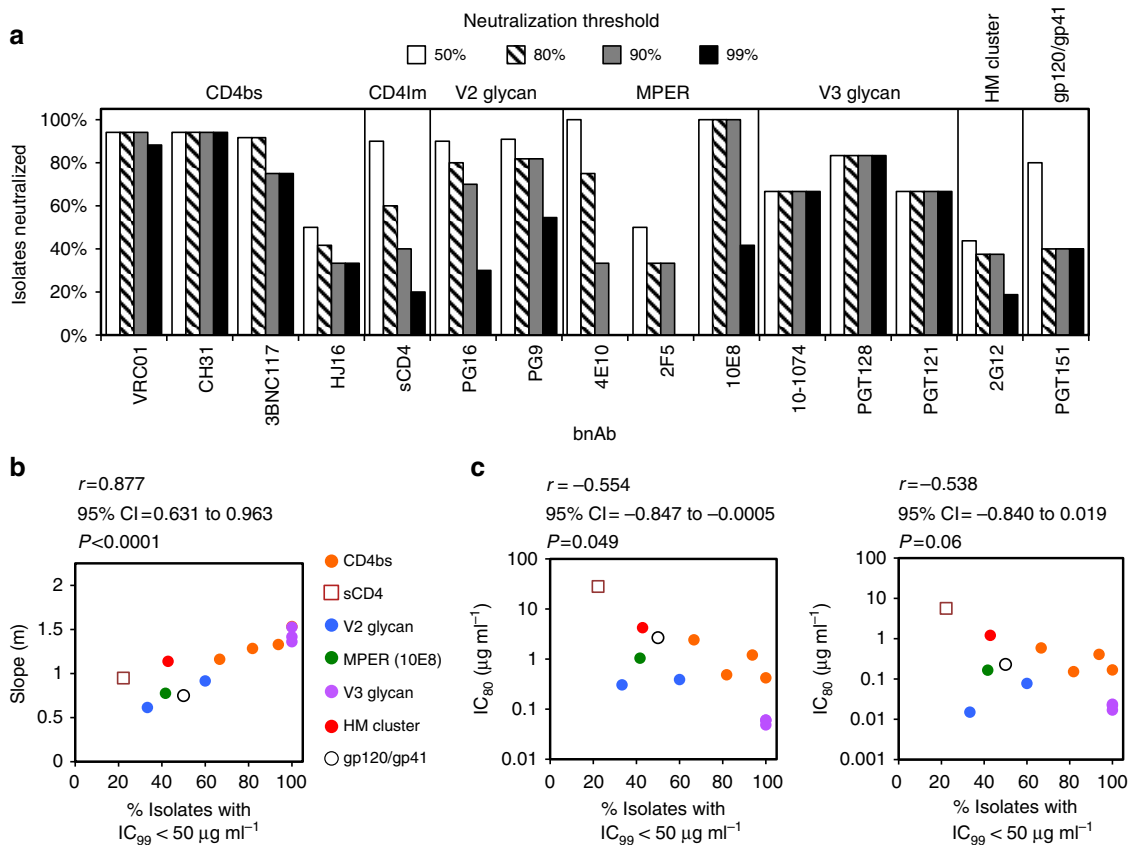 a
Neutralization threshold
50% 80% 90% 99%
HM cluster
gp120/gp41
CD4bs CD4Im V2 glycan MPER V3 glycan
Isolates neutralized
100%
80%
60%
40%
20%
0%
VRC01
CH31
3BNC117
HJ16
sCD4
PG16
PG9
4E10
2F5
10E8
10-1074
PGT128
PGT121
2G12
PGT151
bnAb
b
r=0.877
95% CI=0.631 to 0.963
P<0.0001
Slope (m)
2
1.5
1
0.5
0
0 20 40 60 80 100
% Isolates with
IC99 < 50 μg ml−1
CD4bs
sCD4
V2 glycan
MPER (10E8)
V3 glycan
HM cluster
gp120/gp41
c
r= −0.554
95% CI= −0.847 to −0.0005
P=0.049
IC80 (μg ml−1)
100
10
1
0.1
0.01
0 20 40 60 80 100
% Isolates with
IC99 < 50 μg ml−1
r=−0.538
95% CI= −0.840 to 0.019
P=0.06
IC80 (μg ml−1)
100
10
1
0.1
0.01
0.001
0 20 40 60 80 100
% Isolates with
IC99 < 50 μg ml−1